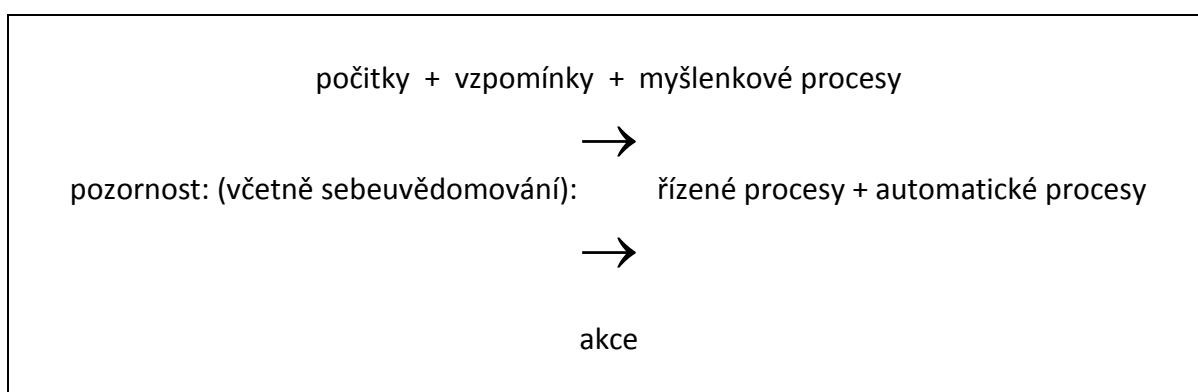 počitky + vzpomínky + myšlenkové procesy
→
pozornost: (včetně sebeuvědomování): řízené procesy + automatické procesy
→
akce